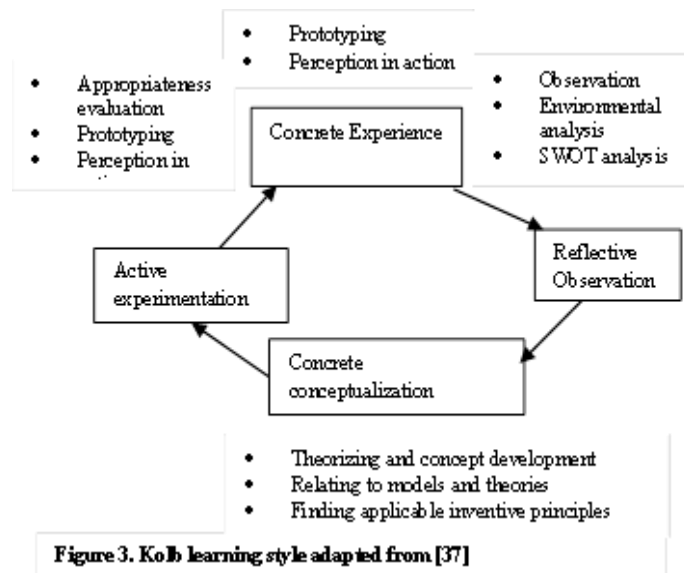 • Prototyping
• Perception in action
• Appropriateness
evaluation
• Prototyping
• Perception in
• Observation
• Environmental
analysis
• SWOT analysis
Concrete Experience
Reflective
Observation
Active
experimentation
Concrete
conceptualization
• Theorizing and concept development
• Relating to models and theories
• Finding applicable inventive principles
Figure 3. Kolb learning style adapted from [37]